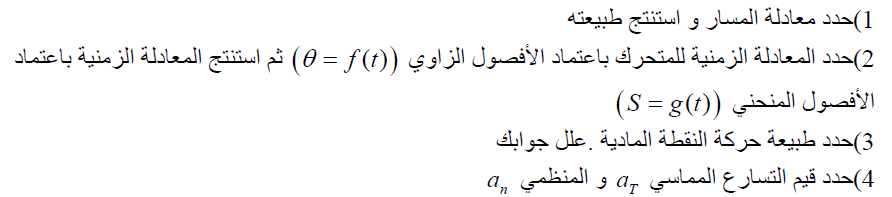 1)حدد معادلة المسار و استنتج طبيعته
2)حدد المعادلة الزمنية للمتحرك باعتماد الأفصول الزاوي (θ = f(t)) ثم استنتج المعادلة الزمنية باعتماد
الأفصول المنحني (S = g(t))
3)حدد طبيعة حركة النقطة المادية .علل جوابك
4)حدد قيم التسارع المماسي a_T و المنظمي a_n